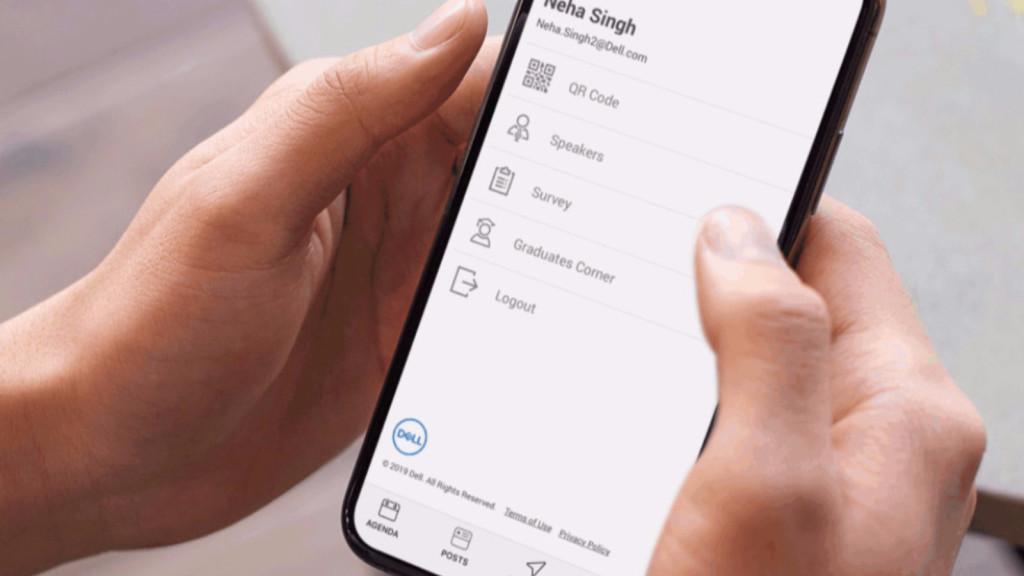 Neha Singh
Neha.Singh2@Dell.com
QR Code
Speakers
Survey
Graduates Corner
Logout
DELL
© 2019 Dell. All Rights Reserved. Terms of Use Privacy Policy
AGENDA
POSTS